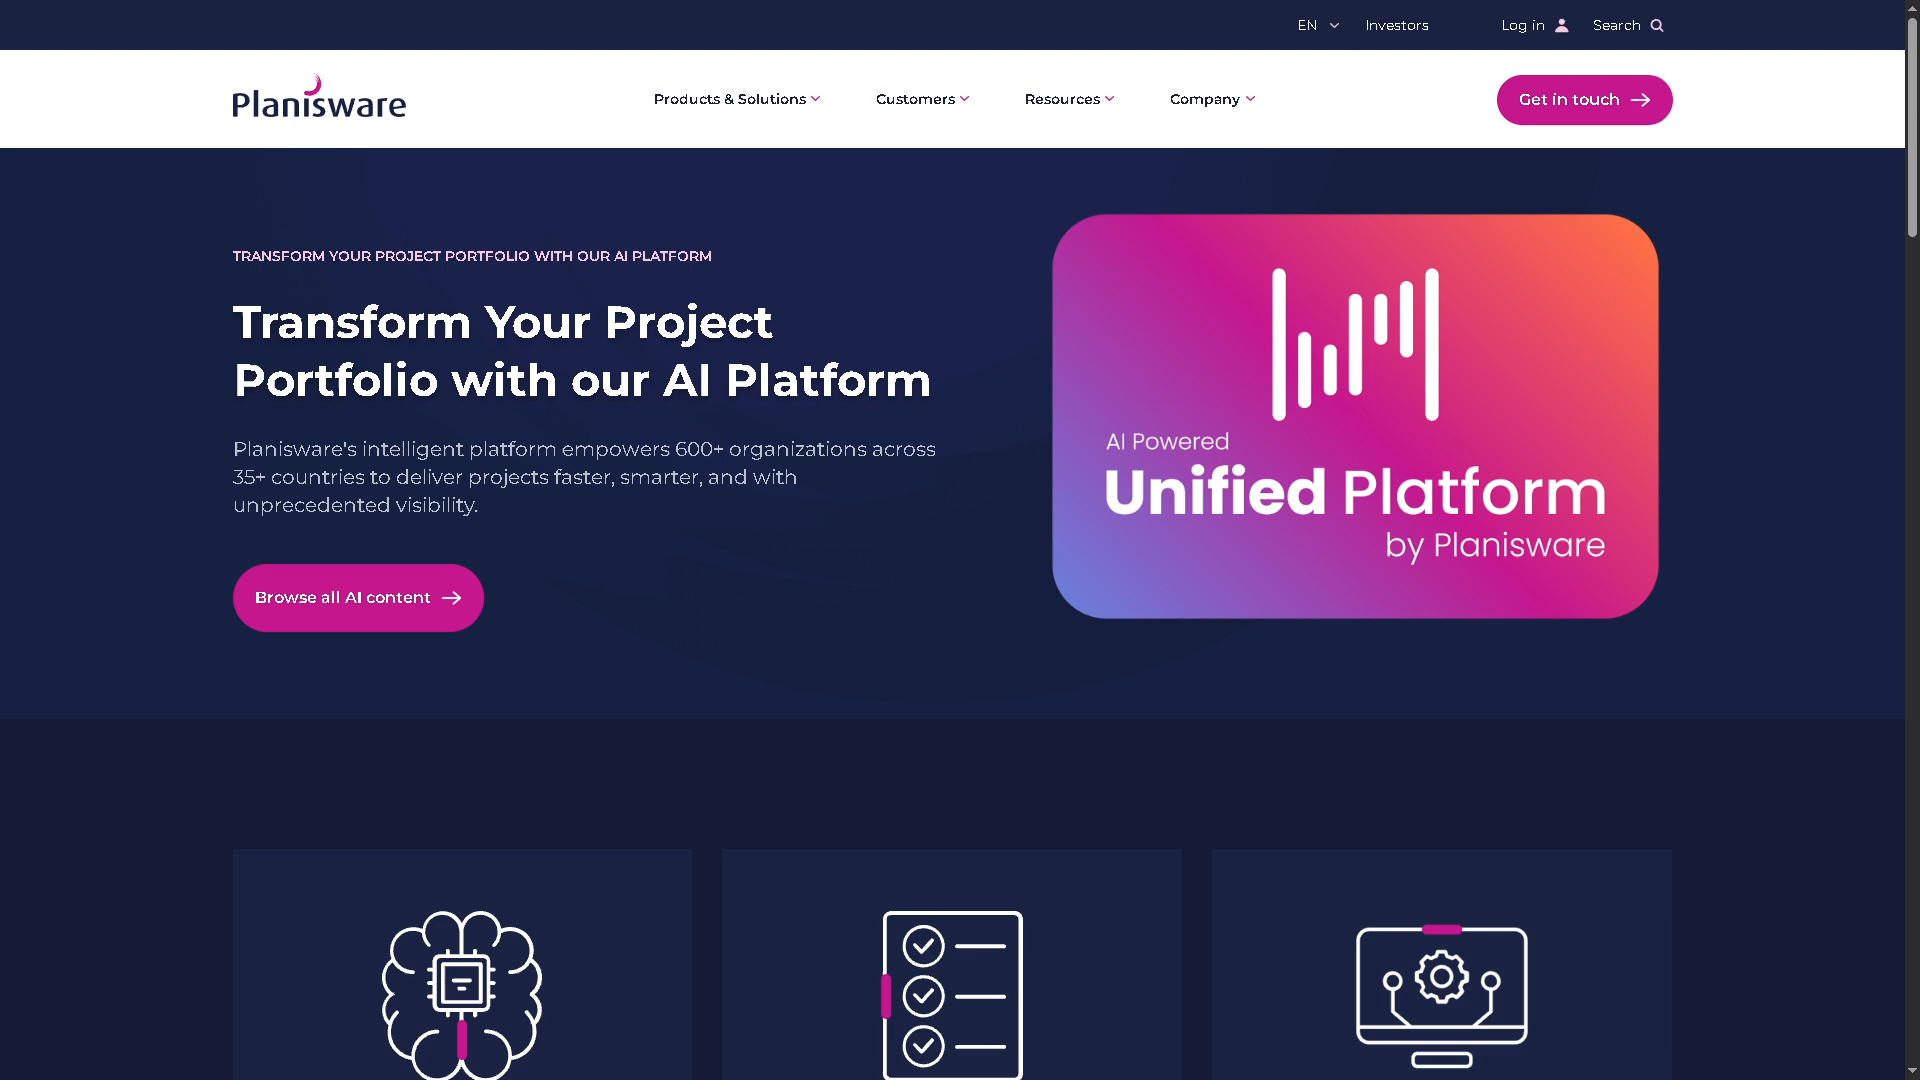 EN
Investors
Log in
Search
Planisware
Products & Solutions
Customers
Resources
Company
Get in touch
TRANSFORM YOUR PROJECT PORTFOLIO WITH OUR AI PLATFORM
Transform Your Project
Portfolio with our AI Platform
Planisware's intelligent platform empowers 600+ organizations across
35+ countries to deliver projects faster, smarter, and with
unprecedented visibility.
Browse all AI content
AI Powered
Unified Platform
by Planisware